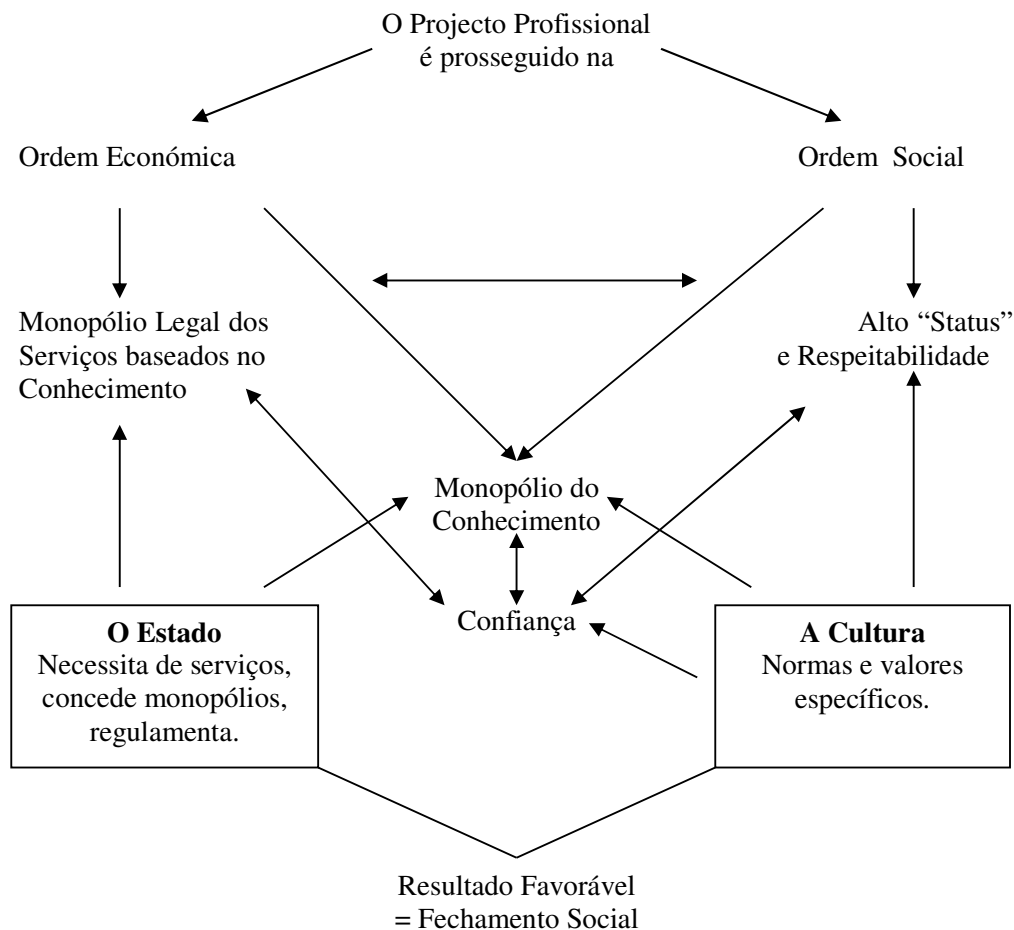 O Projecto Profissional
é prosseguido na
Ordem Económica
Ordem Social
Monopólio Legal dos
Serviços baseados no
Conhecimento
Alto “Status”
e Respeitabilidade
Monopólio do
Conhecimento
Confiança
O Estado
Necessita de serviços,
concede monopólios,
regulamenta.
A Cultura
Normas e valores
específicos.
Resultado Favorável
= Fechamento Social